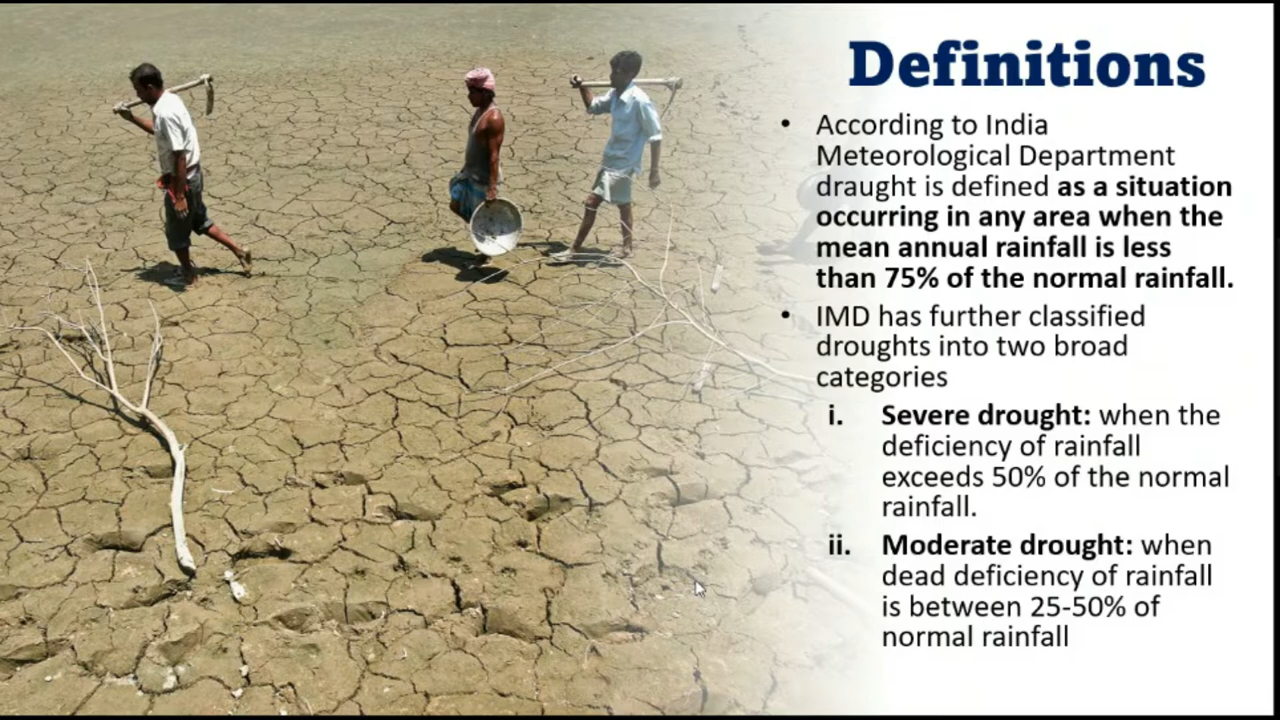 Definitions
• According to India
Meteorological Department
draught is defined as a situation
occurring in any area when the
mean annual rainfall is less
than 75% of the normal rainfall.
• IMD has further classified
droughts into two broad
categories
i. Severe drought: when the
deficiency of rainfall
exceeds 50% of the normal
rainfall.
ii. Moderate drought: when
dead deficiency of rainfall
is between 25-50% of
normal rainfall